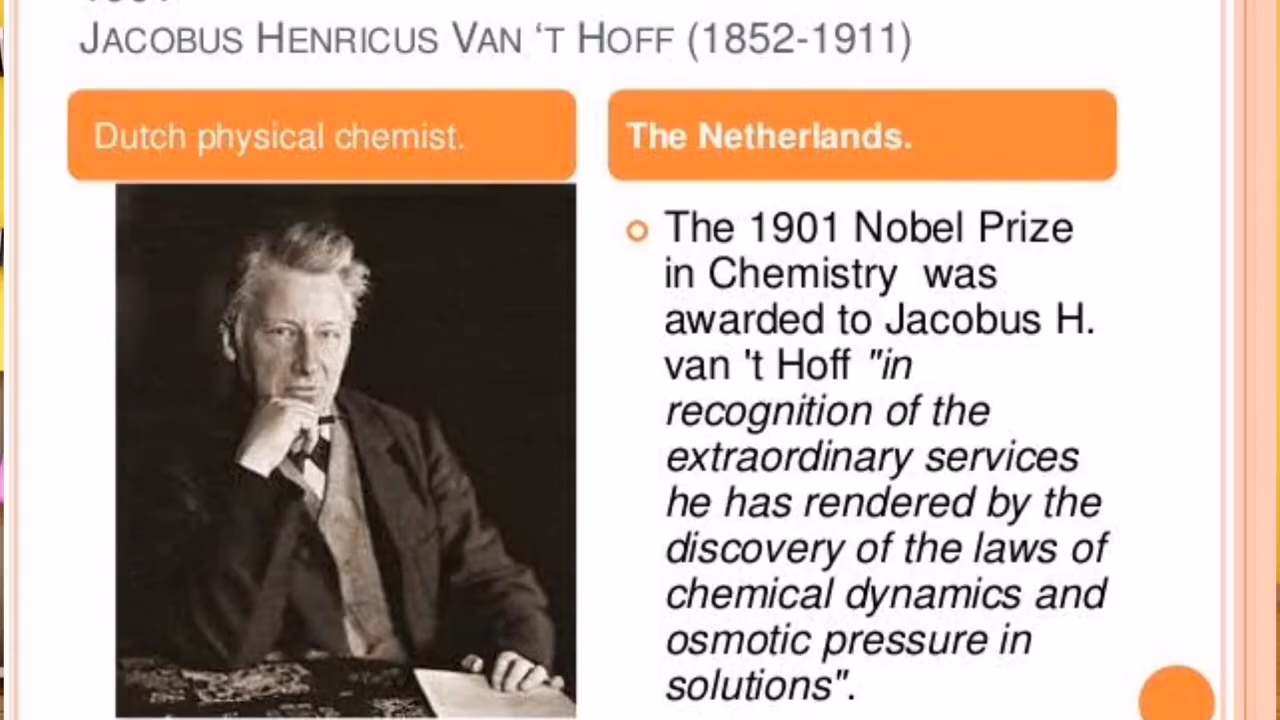 JACOBUS HENRICUS VAN ‘T HOFF (1852-1911)
Dutch physical chemist.
The Netherlands.
The 1901 Nobel Prize
in Chemistry was
awarded to Jacobus H.
van 't Hoff "in
recognition of the
extraordinary services
he has rendered by the
discovery of the laws of
chemical dynamics and
osmotic pressure in
solutions".